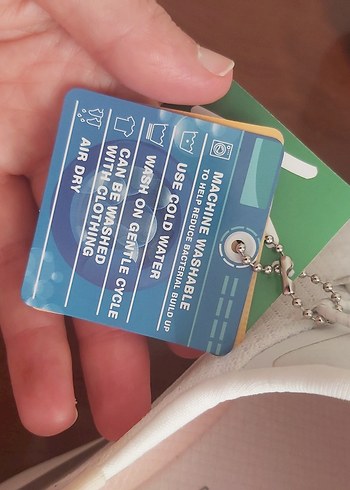 MACHINE WASHABLE
TO HELP REDUCE BACTERIAL BUILD UP
USE COLD WATER
WASH ON GENTLE CYCLE
CAN BE WASHED
WITH CLOTHING
AIR DRY